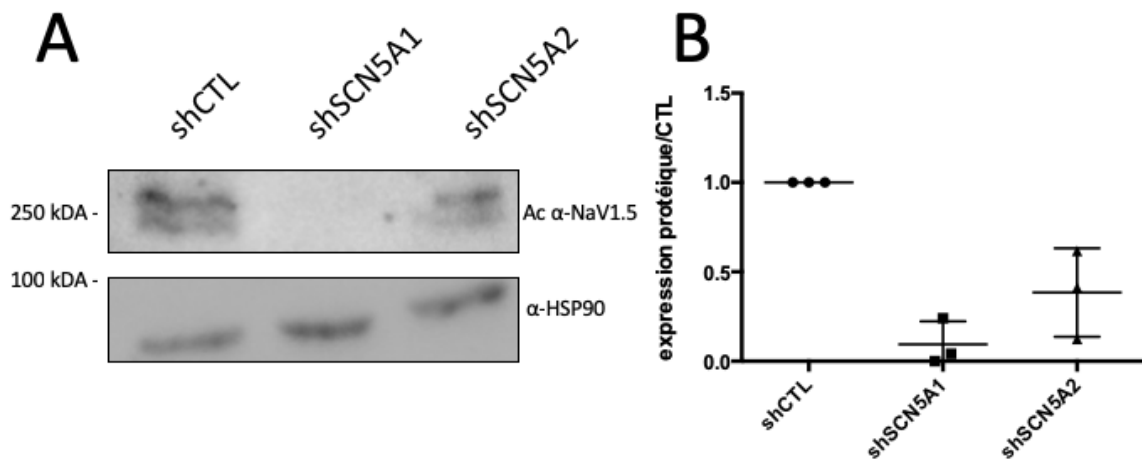 A
shCTL
shSCN5A1
shSCN5A2
250 kDA -
Ac α-NaV1.5
100 kDA -
α-HSP90
B
expression protéique/CTL
1.5
1.0
0.5
0.0
shCTL
shSCN5A1
shSCN5A2